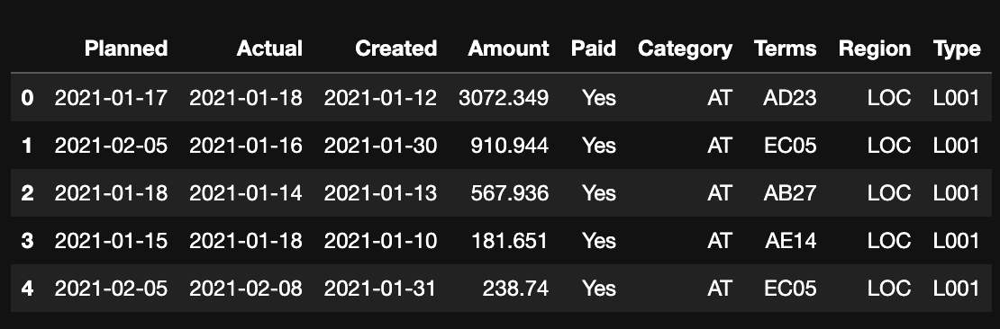 Planned Actual Created Amount Paid Category Terms Region Type
0 2021-01-17 2021-01-18 2021-01-12 3072.349 Yes AT AD23 LOC L001
1 2021-02-05 2021-01-16 2021-01-30 910.944 Yes AT EC05 LOC L001
2 2021-01-18 2021-01-14 2021-01-13 567.936 Yes AT AB27 LOC L001
3 2021-01-15 2021-01-18 2021-01-10 181.651 Yes AT AE14 LOC L001
4 2021-02-05 2021-02-08 2021-01-31 238.74 Yes AT EC05 LOC L001